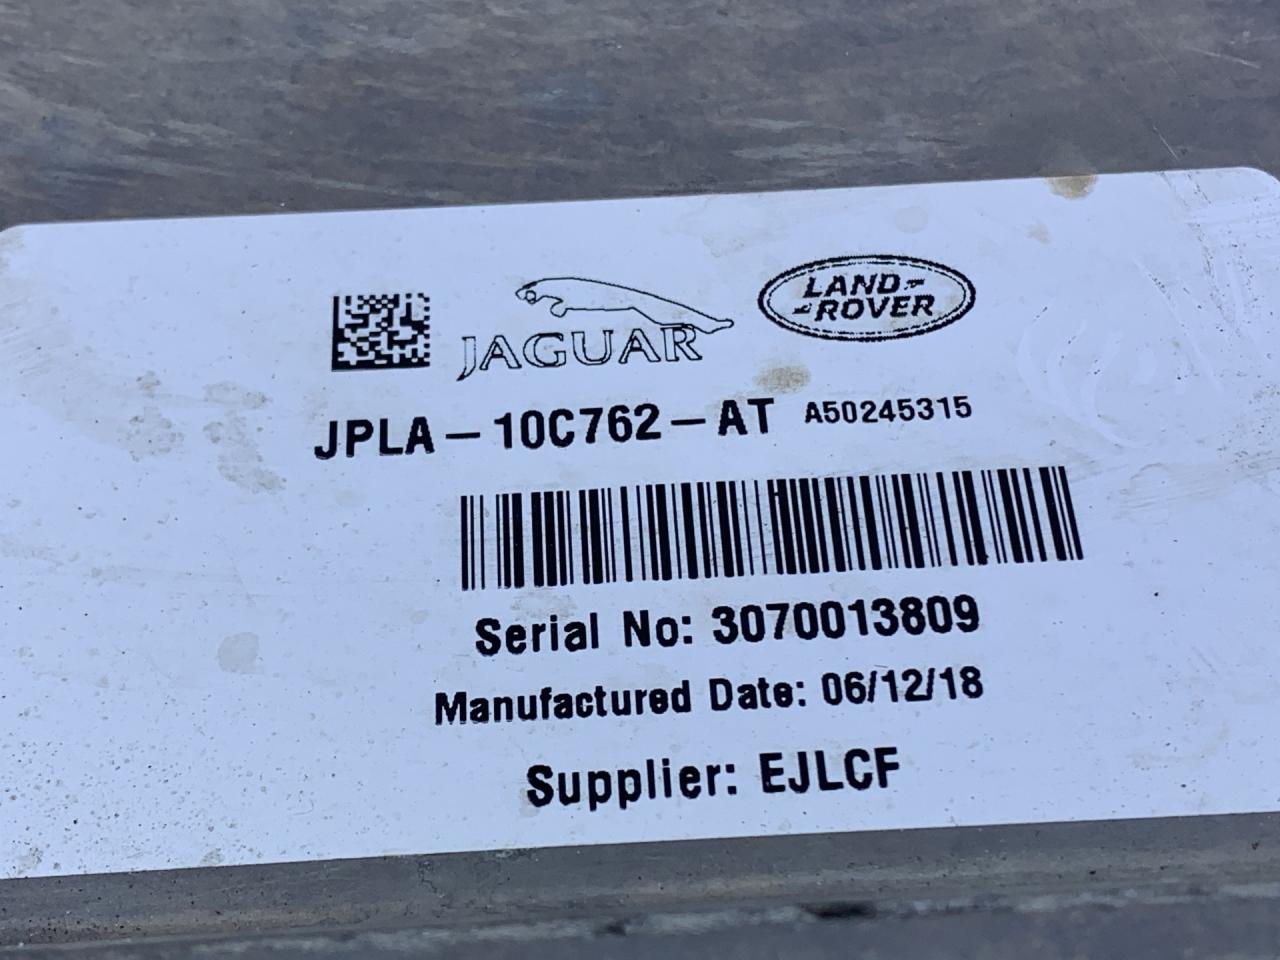 JAGUAR
LAND-
-ROVER
JPLA-10C762-AT A50245315
Serial No: 3070013809
Manufactured Date: 06/12/18
Supplier: EJLCF